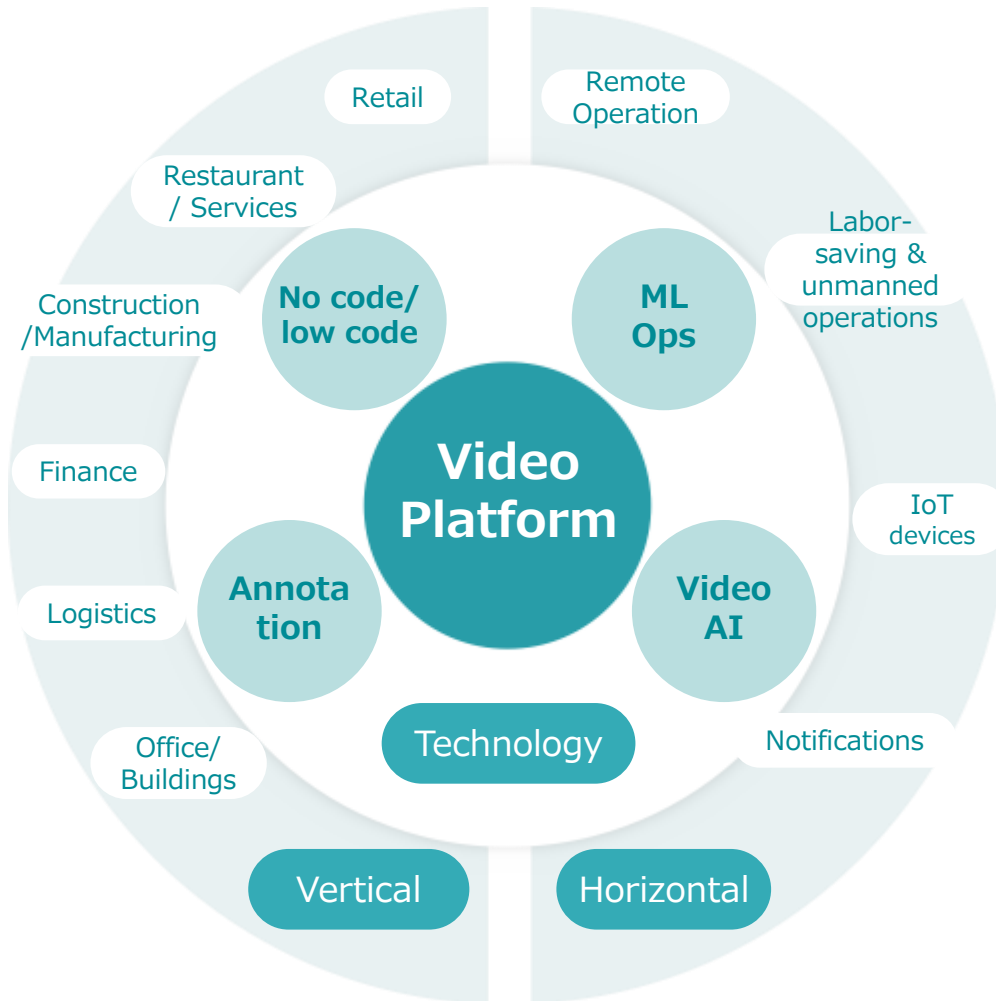 Retail
Remote
Operation
Restaurant
/ Services
Labor-
saving &
unmanned
operations
Construction
/Manufacturing
No code/
low code
ML
Ops
Video
Platform
Finance
IoT
devices
Logistics
Annota
tion
Video
AI
Office/
Buildings
Technology
Notifications
Vertical
Horizontal